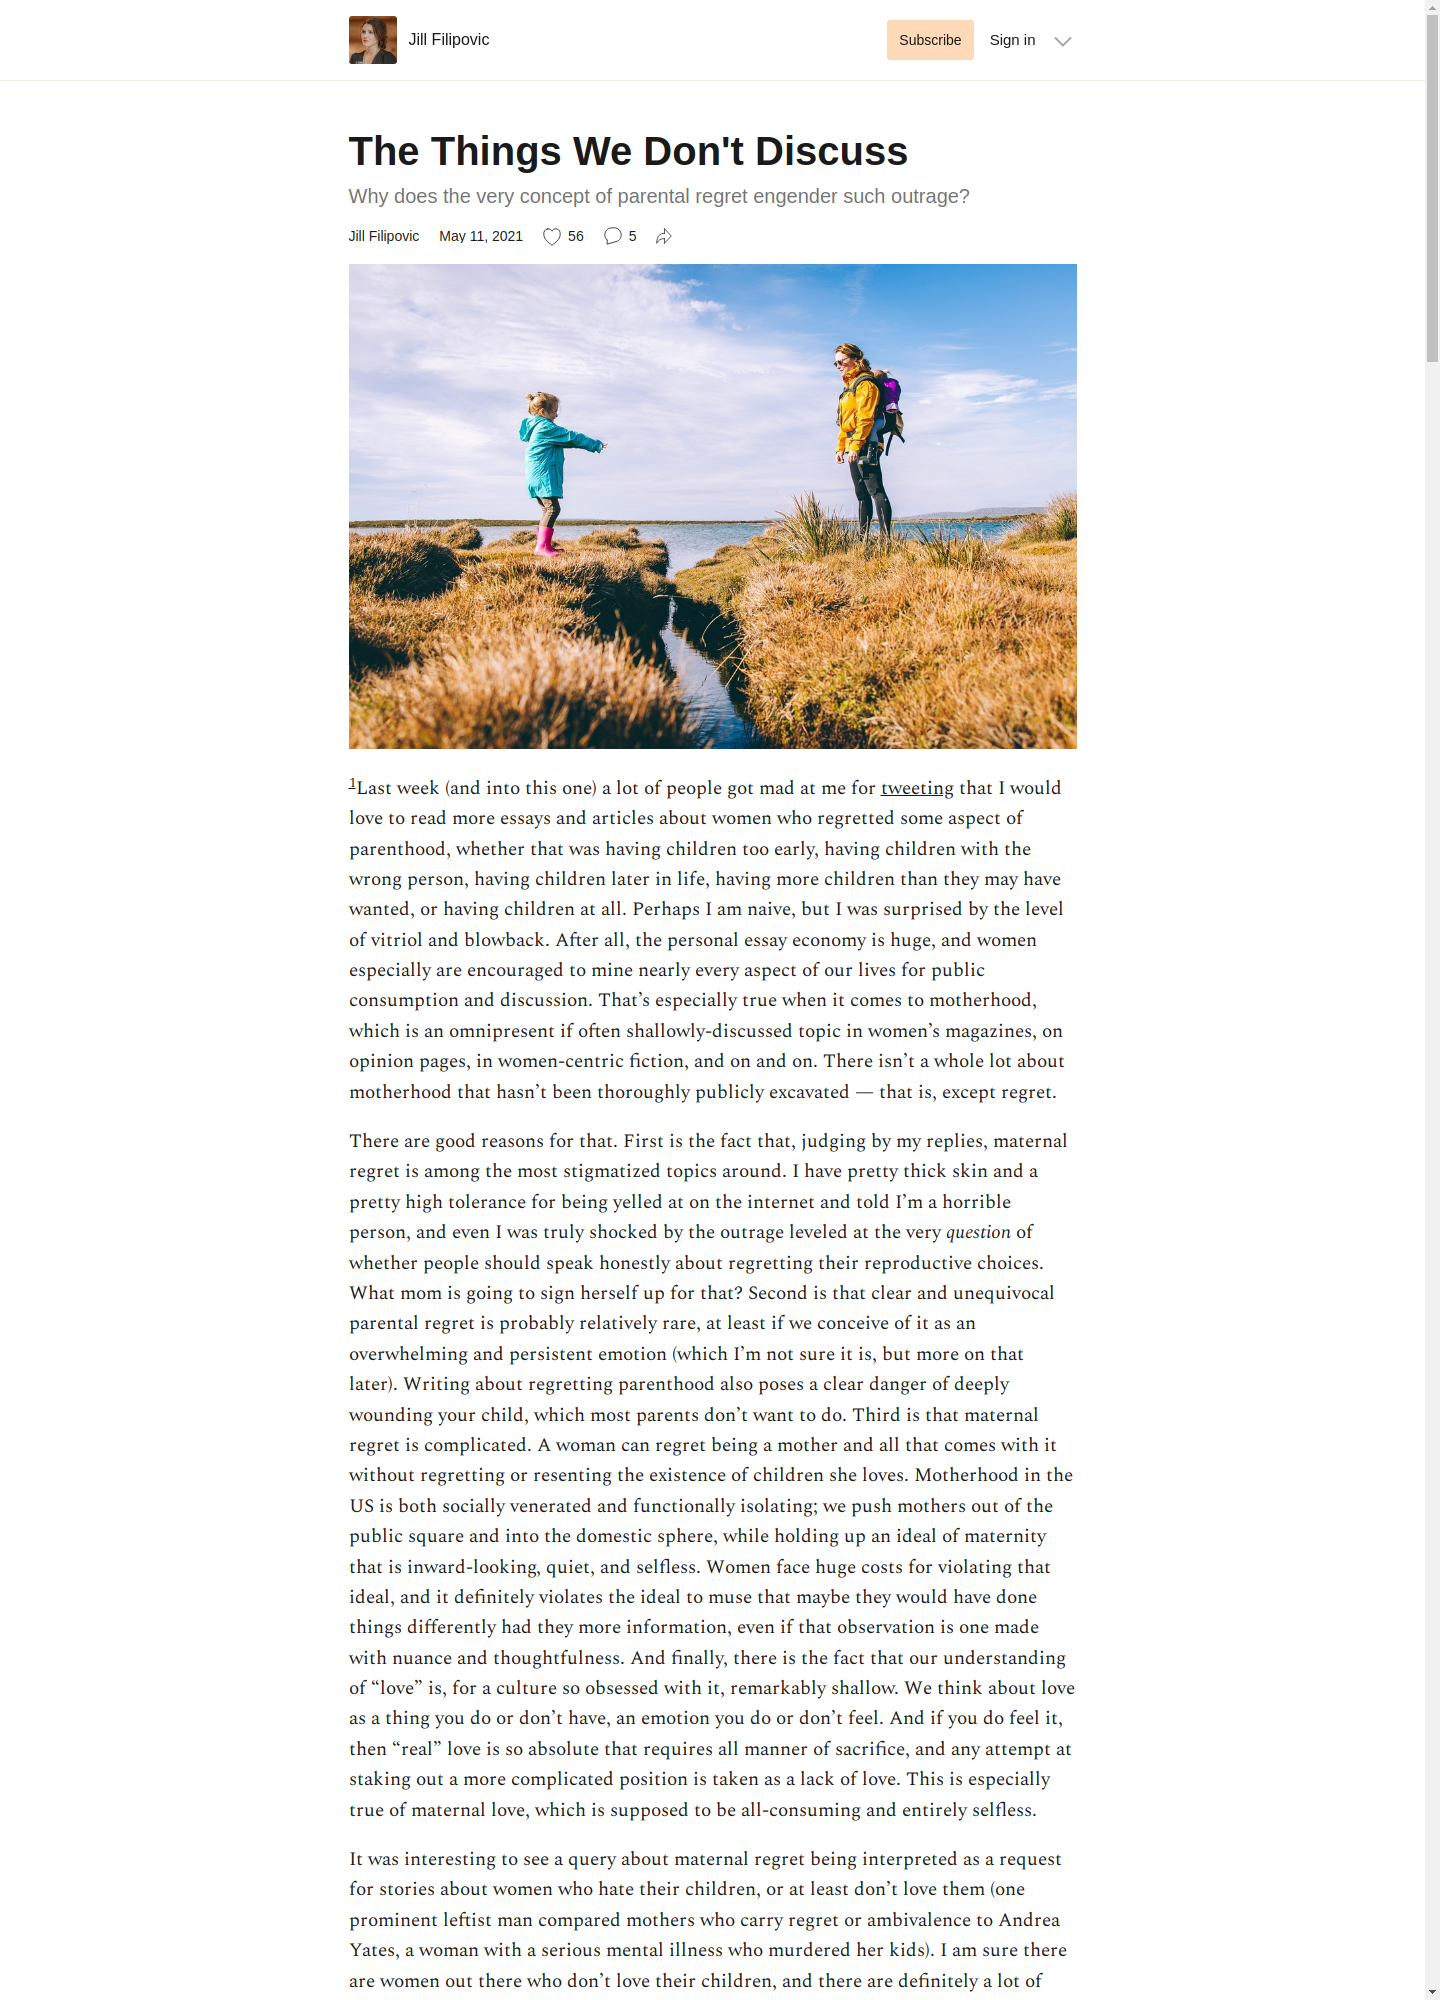 Jill Filipovic
Subscribe
Sign in
The Things We Don't Discuss
Why does the very concept of parental regret engender such outrage?
Jill Filipovic May 11, 2021 56 5
1Last week (and into this one) a lot of people got mad at me for tweeting that I would
love to read more essays and articles about women who regretted some aspect of
parenthood, whether that was having children too early, having children with the
wrong person, having children later in life, having more children than they may have
wanted, or having children at all. Perhaps I am naive, but I was surprised by the level
of vitriol and blowback. After all, the personal essay economy is huge, and women
especially are encouraged to mine nearly every aspect of our lives for public
consumption and discussion. That’s especially true when it comes to motherhood,
which is an omnipresent if often shallowly-discussed topic in women’s magazines, on
opinion pages, in women-centric fiction, and on and on. There isn’t a whole lot about
motherhood that hasn’t been thoroughly publicly excavated — that is, except regret.
There are good reasons for that. First is the fact that, judging by my replies, maternal
regret is among the most stigmatized topics around. I have pretty thick skin and a
pretty high tolerance for being yelled at on the internet and told I’m a horrible
person, and even I was truly shocked by the outrage leveled at the very question of
whether people should speak honestly about regretting their reproductive choices.
What mom is going to sign herself up for that? Second is that clear and unequivocal
parental regret is probably relatively rare, at least if we conceive of it as an
overwhelming and persistent emotion (which I’m not sure it is, but more on that
later). Writing about regretting parenthood also poses a clear danger of deeply
wounding your child, which most parents don’t want to do. Third is that maternal
regret is complicated. A woman can regret being a mother and all that comes with it
without regretting or resenting the existence of children she loves. Motherhood in the
US is both socially venerated and functionally isolating; we push mothers out of the
public square and into the domestic sphere, while holding up an ideal of maternity
that is inward-looking, quiet, and selfless. Women face huge costs for violating that
ideal, and it definitely violates the ideal to muse that maybe they would have done
things differently had they more information, even if that observation is one made
with nuance and thoughtfulness. And finally, there is the fact that our understanding
of “love” is, for a culture so obsessed with it, remarkably shallow. We think about love
as a thing you do or don’t have, an emotion you do or don’t feel. And if you do feel it,
then “real” love is so absolute that requires all manner of sacrifice, and any attempt at
staking out a more complicated position is taken as a lack of love. This is especially
true of maternal love, which is supposed to be all-consuming and entirely selfless.
It was interesting to see a query about maternal regret being interpreted as a request
for stories about women who hate their children, or at least don’t love them (one
prominent leftist man compared mothers who carry regret or ambivalence to Andrea
Yates, a woman with a serious mental illness who murdered her kids). I am sure there
are women out there who don’t love their children, and there are definitely a lot of